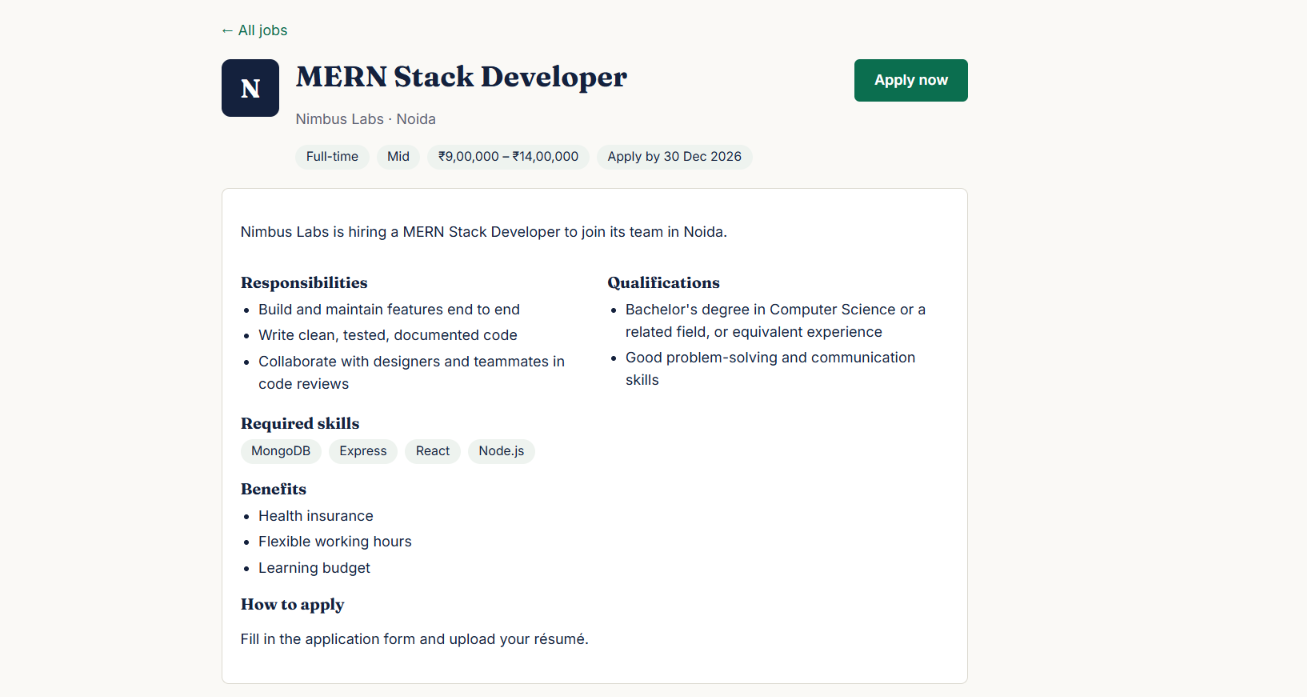 ← All jobs
N
MERN Stack Developer
Apply now
Nimbus Labs · Noida
Full-time
Mid
₹9,00,000 – ₹14,00,000
Apply by 30 Dec 2026
Nimbus Labs is hiring a MERN Stack Developer to join its team in Noida.
Responsibilities
• Build and maintain features end to end
• Write clean, tested, documented code
• Collaborate with designers and teammates in
code reviews
Qualifications
• Bachelor's degree in Computer Science or a
related field, or equivalent experience
• Good problem-solving and communication
skills
Required skills
MongoDB
Express
React
Node.js
Benefits
• Health insurance
• Flexible working hours
• Learning budget
How to apply
Fill in the application form and upload your résumé.